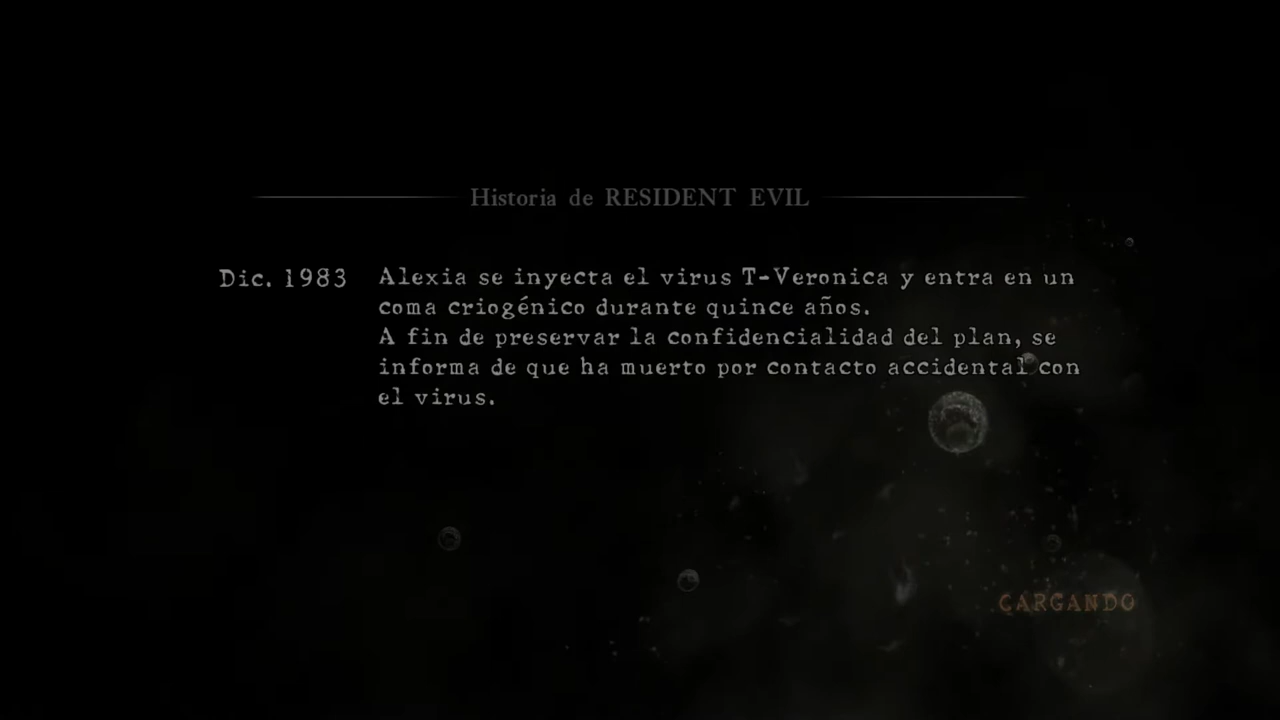 Historia de RESIDENT EVIL
Dic. 1983 Alexia se inyecta el virus T-Veronica y entra en un
coma criogénico durante quince años.
A fin de preservar la confidencialidad del plan, se
informa de que ha muerto por contacto accidental con
el virus.
CARGANDO